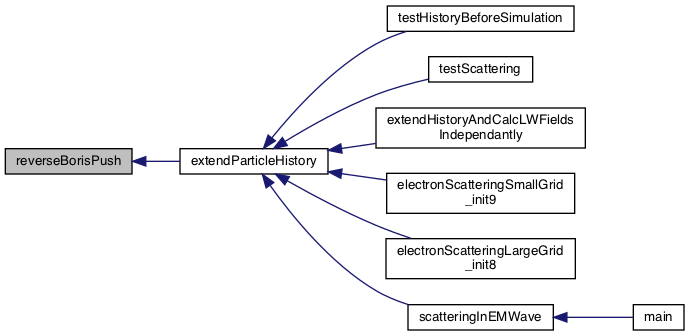 testHistoryBeforeSimulation
testScattering
extendHistoryAndCalcLWFields
Independantly
reverseBorisPush
extendParticleHistory
electronScatteringSmallGrid
_init9
electronScatteringLargeGrid
_init8
scatteringInEMWave
main